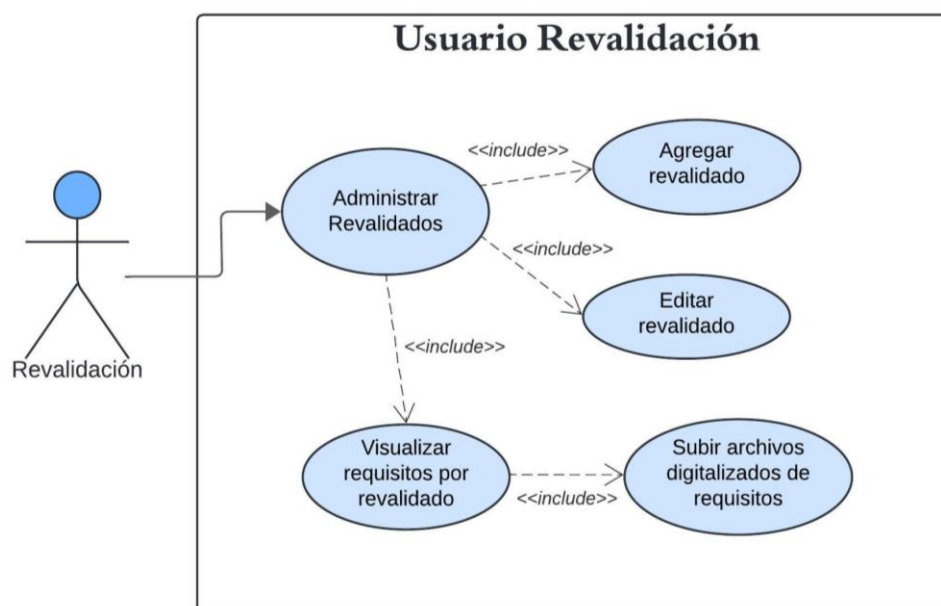 Usuario Revalidación
<<include>>
Agregar
revalidado
Administrar
Revalidados
<<include>>
Editar
revalidado
<<include>>
Revalidación
Visualizar
requisitos por
revalidado
<<include>>
Subir archivos
digitalizados de
requisitos